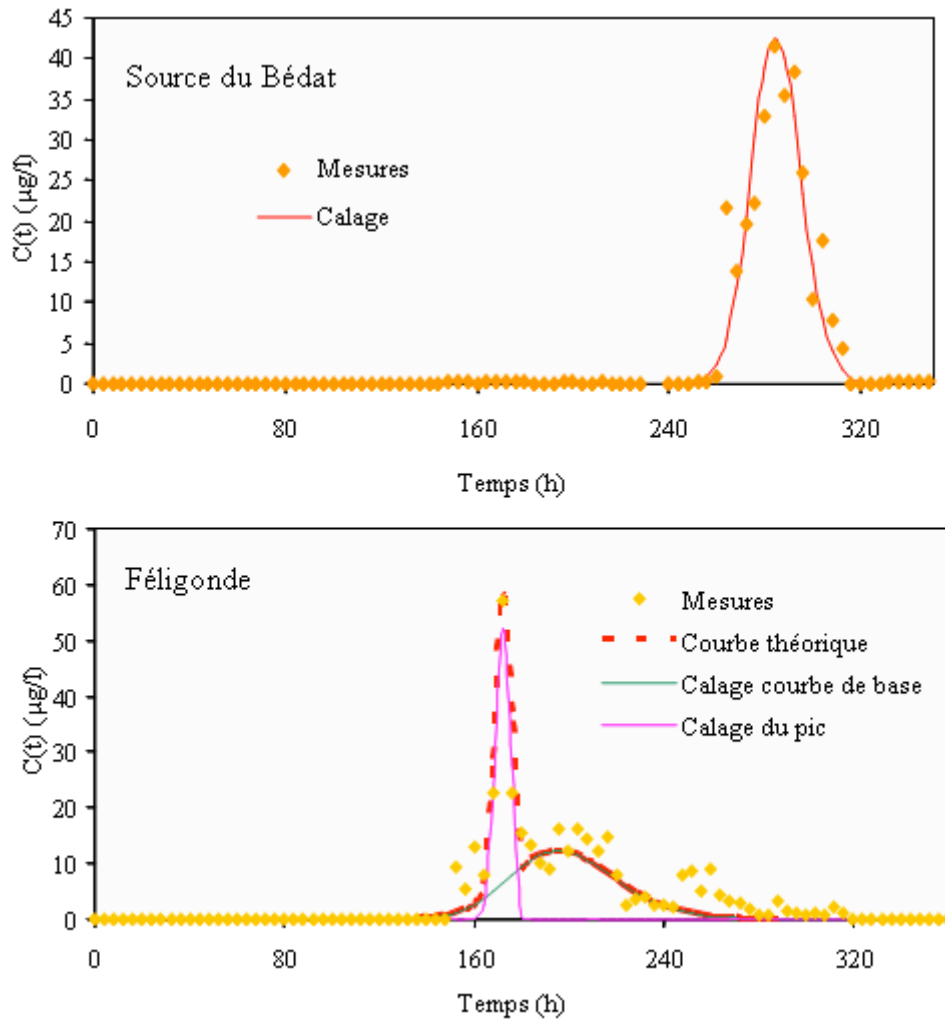 45
40
35
30
25
20
15
10
5
0
C(t) (µg/l)
Source du Bédat
Mesures
Calage
0 80 160 240 320
Temps (h)
70
60
50
40
30
20
10
0
C(t) (µg/l)
Féligonde
Mesures
Courbe théorique
Calage courbe de base
Calage du pic
0 80 160 240 320
Temps (h)